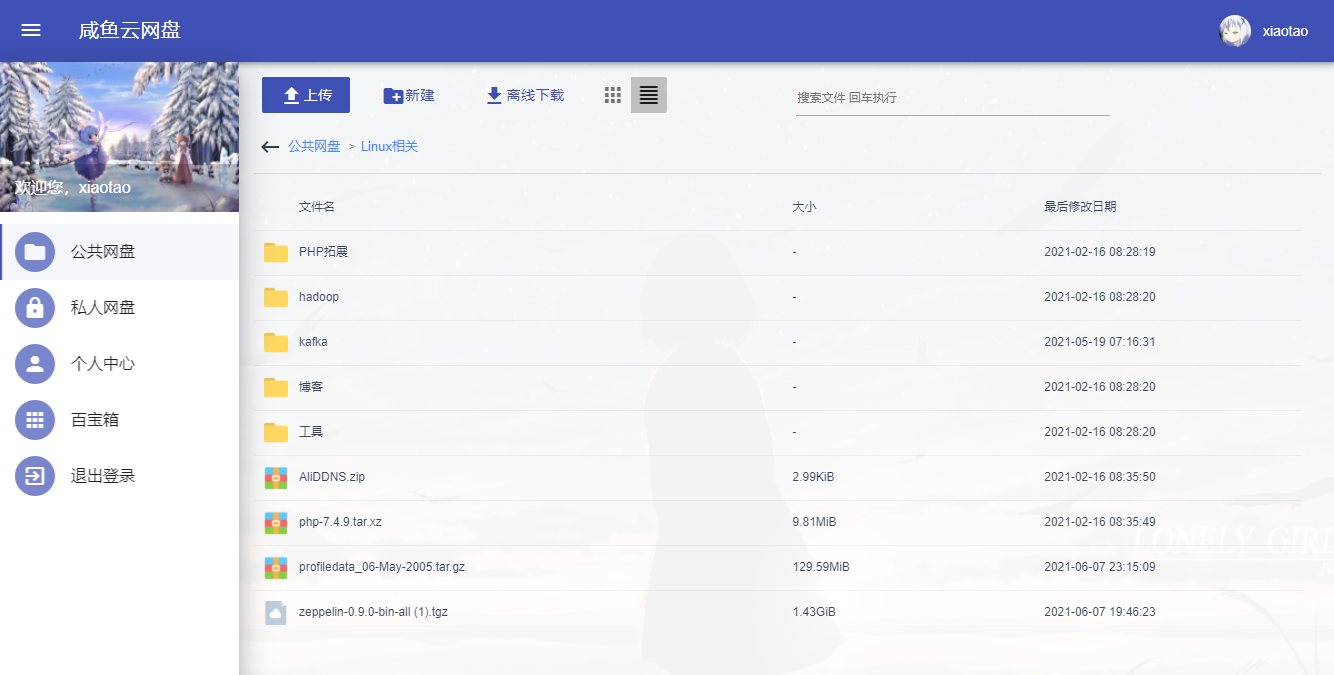 咸鱼云网盘
xiaotao
欢迎您，xiaotao
公共网盘
私人网盘
个人中心
百宝箱
退出登录
上传 新建 离线下载 搜索文件 回车执行
公共网盘 > Linux相关
文件名 大小 最后修改日期
PHP拓展 - 2021-02-16 08:28:19
hadoop - 2021-02-16 08:28:20
kafka - 2021-05-19 07:16:31
博客 - 2021-02-16 08:28:20
工具 - 2021-02-16 08:28:20
AliDDNS.zip 2.99KiB 2021-02-16 08:35:50
php-7.4.9.tar.xz 9.81MiB 2021-02-16 08:35:49
LONELY GIRL
profiledata_06-May-2005.tar.gz 129.59MiB 2021-06-07 23:15:09
zeppelin-0.9.0-bin-all (1).tgz 1.43GiB 2021-06-07 19:46:23